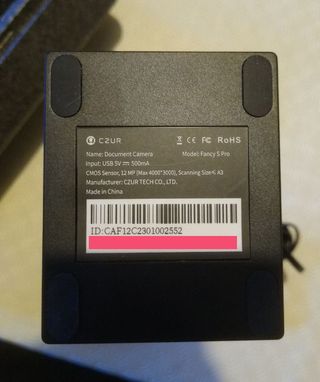 CZUR CE FC RoHS
Name: Document Camera Model: Fancy S Pro
Input: USB 5V⎓500mA
CMOS Sensor, 12 MP (Max 4000*3000), Scanning Size≤A3
Manufacturer: CZUR TECH CO., LTD.
Made in China
ID:CAF12C2301002552